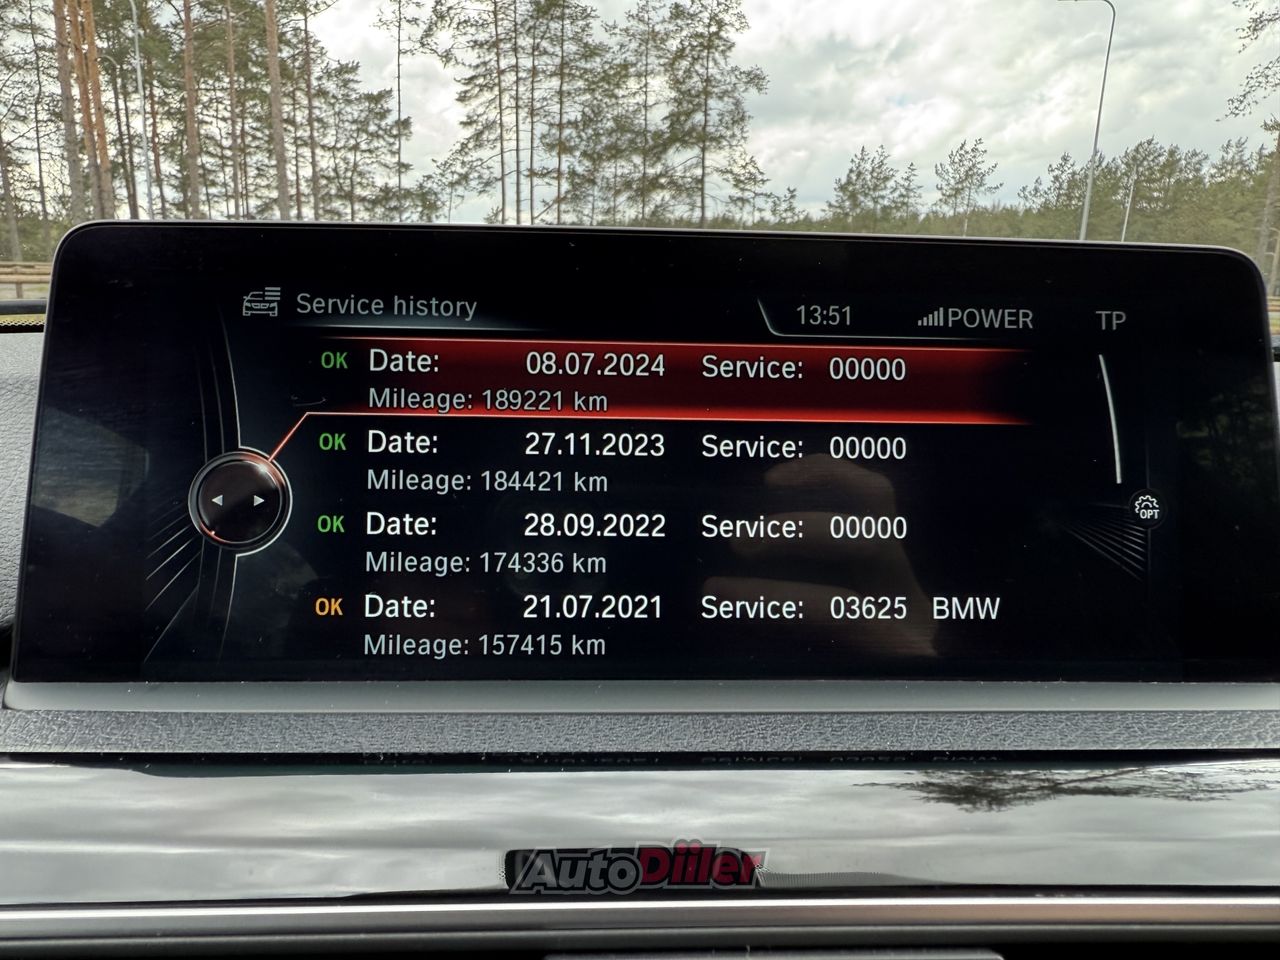 Service history
13:51
POWER
TP
OK Date: 08.07.2024 Service: 00000
Mileage: 189221 km
OK Date: 27.11.2023 Service: 00000
Mileage: 184421 km
OK Date: 28.09.2022 Service: 00000
Mileage: 174336 km
OK Date: 21.07.2021 Service: 03625 BMW
Mileage: 157415 km
OPT
AutoDiiler